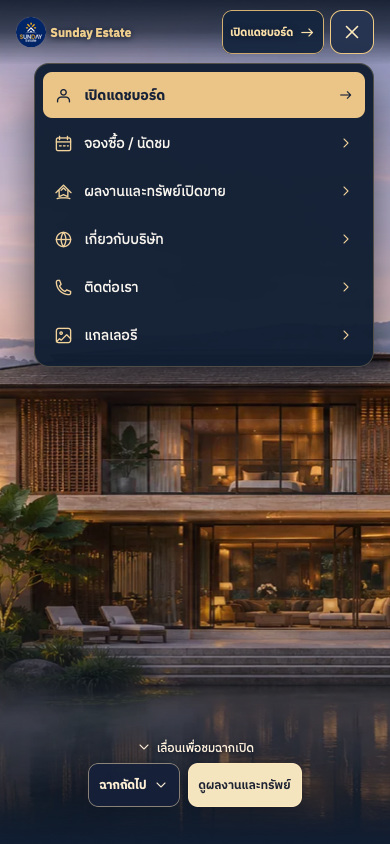 SUNDAY
Sunday Estate
เปิดแดชบอร์ด
เปิดแดชบอร์ด
จองซื้อ / นัดชม
ผลงานและทรัพย์เปิดขาย
เกี่ยวกับบริษัท
ติดต่อเรา
แกลเลอรี
เลื่อนเพื่อชมฉากเปิด
ฉากถัดไป
ดูผลงานและทรัพย์